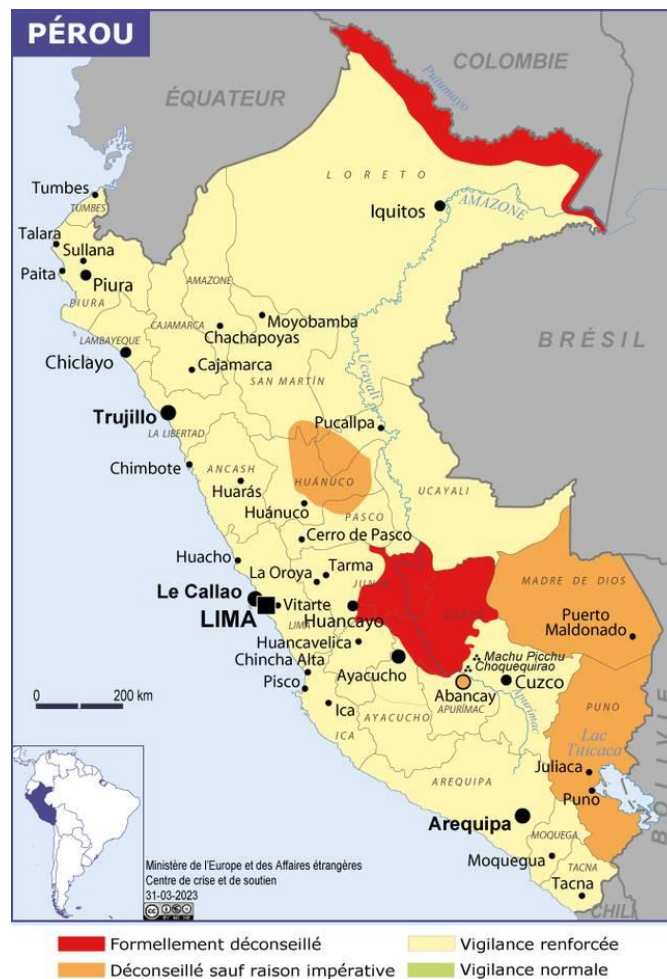 PÉROU
COLOMBIE
ÉQUATEUR
Putumayo
LORETO
Tumbes
TUMBES
Iquitos
AMAZONE
Talara
Sullana
Paita
Piura
PIURA
AMAZONE
Moyobamba
CAJAMARCA
Chachapoyas
LAMBAYEQUE
BRÉSIL
Chiclayo
Cajamarca
SAN MARTÍN
Ucayali
Trujillo
LA LIBERTAD
Pucallpa
Chimbote
ANCASH
Huarás
HUÁNUCO
UCAYALI
Huánuco
PASCO
Cerro de Pasco
Huacho
Tarma
La Oroya
JUNÍN
MADRE DE DIOS
Le Callao
LIMA
Vitarte
LIMA
Huancayo
Puerto
Maldonado
Huancavelica
Machu Picchu
Choquequirao
Chincha Alta
Ayacucho
Cuzco
Pisco
Abancay
APURÍMAC
Apurímac
PUNO
0
200 km
Ica
AYACUCHO
ICA
Lac
Titicaca
AREQUIPA
Juliaca
Puno
Arequipa
MOQUEGA
Moquegua
TACNA
Tacna
CHILI
Ministère de l'Europe et des Affaires étrangères
Centre de crise et de soutien
31-03-2023
Formellement déconseillé
Vigilance renforcée
Déconseillé sauf raison impérative
Vigilance normale